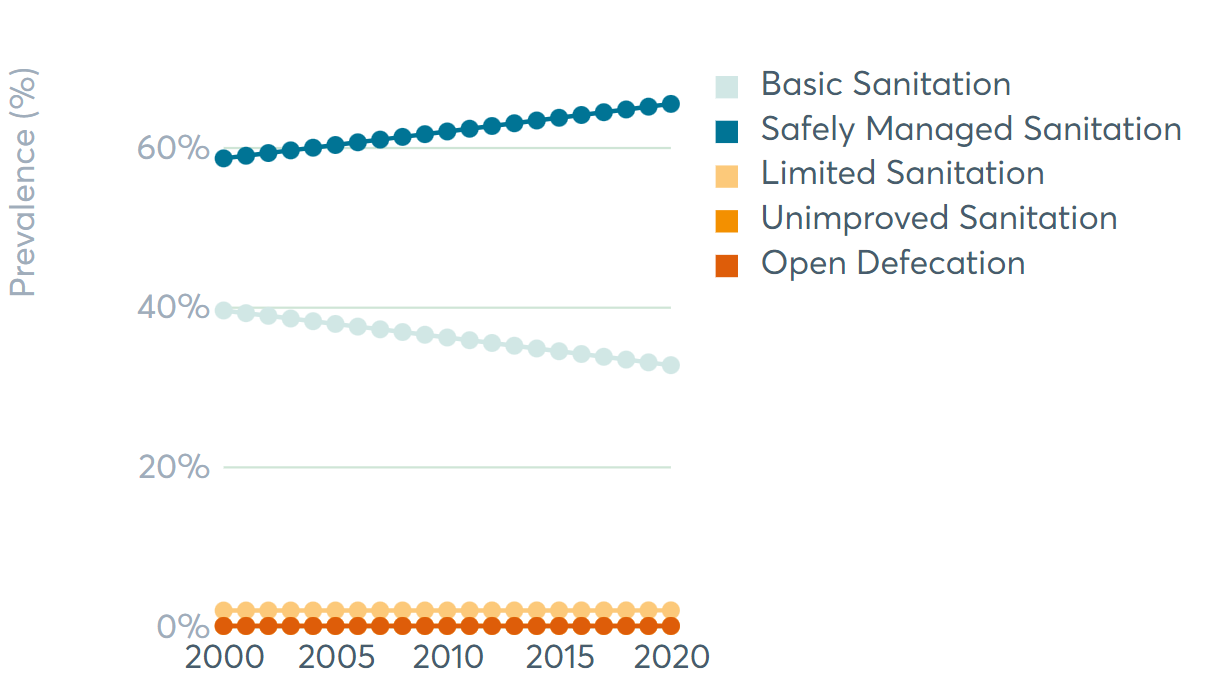 Prevalence (%)
60%
40%
20%
0%
2000 2005 2010 2015 2020
Basic Sanitation
Safely Managed Sanitation
Limited Sanitation
Unimproved Sanitation
Open Defecation